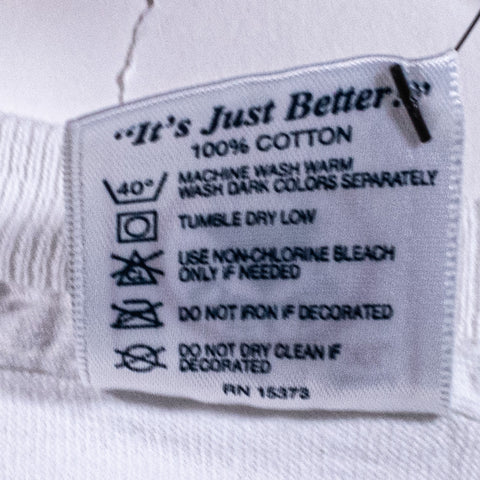 "It's Just Better!"
100% COTTON
40° MACHINE WASH WARM
WASH DARK COLORS SEPARATELY
TUMBLE DRY LOW
USE NON-CHLORINE BLEACH
ONLY IF NEEDED
DO NOT IRON IF DECORATED
DO NOT DRY CLEAN IF
DECORATED
RN 15373